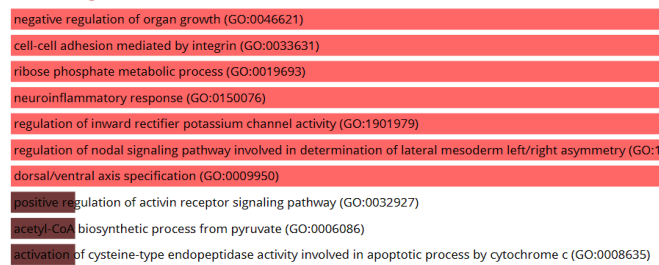 negative regulation of organ growth (GO:0046621)
cell-cell adhesion mediated by integrin (GO:0033631)
ribose phosphate metabolic process (GO:0019693)
neuroinflammatory response (GO:0150076)
regulation of inward rectifier potassium channel activity (GO:1901979)
regulation of nodal signaling pathway involved in determination of lateral mesoderm left/right asymmetry (GO:1
dorsal/ventral axis specification (GO:0009950)
positive regulation of activin receptor signaling pathway (GO:0032927)
acetyl-CoA biosynthetic process from pyruvate (GO:0006086)
activation of cysteine-type endopeptidase activity involved in apoptotic process by cytochrome c (GO:0008635)